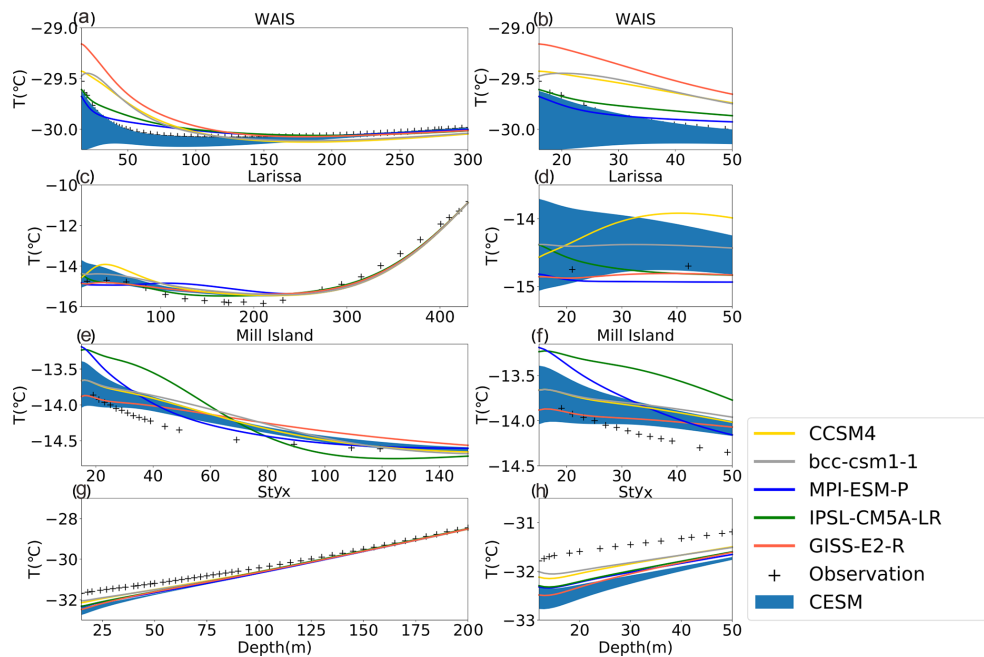 (a) WAIS
(b) WAIS
−29.0
−29.5
−30.0
T(°C)
50 100 150 200 250 300
−29.0
−29.5
−30.0
T(°C)
20 30 40 50
(c) Larissa
(d) Larissa
−10
−12
−14
−16
T(°C)
100 200 300 400
−14
−15
T(°C)
20 30 40 50
(e) Mill Island
(f) Mill Island
−13.5
−14.0
−14.5
T(°C)
20 40 60 80 100 120 140
−13.5
−14.0
−14.5
T(°C)
20 30 40 50
(g) Styx
(h) Styx
−28
−30
−32
T(°C)
25 50 75 100 125 150 175 200
Depth(m)
−31
−32
−33
T(°C)
20 30 40 50
Depth(m)
CCSM4
bcc-csm1-1
MPI-ESM-P
IPSL-CM5A-LR
GISS-E2-R
Observation
CESM